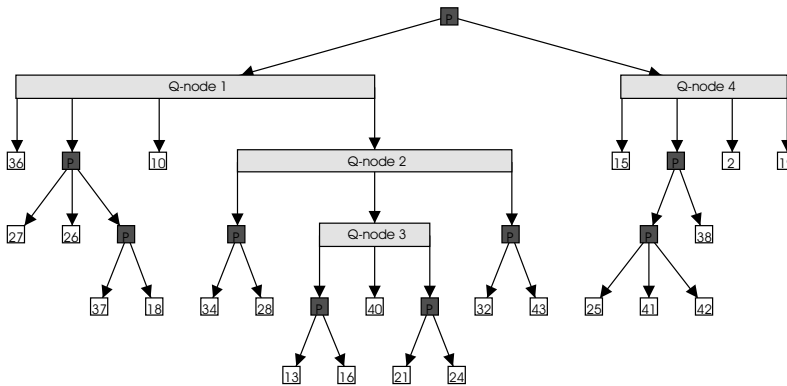 P
Q-node 1 Q-node 4
36 P 10 Q-node 2 15 P 2
27 26 P P Q-node 3 P P 38
37 18 34 28 P 40 P 32 43 25 41 42
13 16 21 24